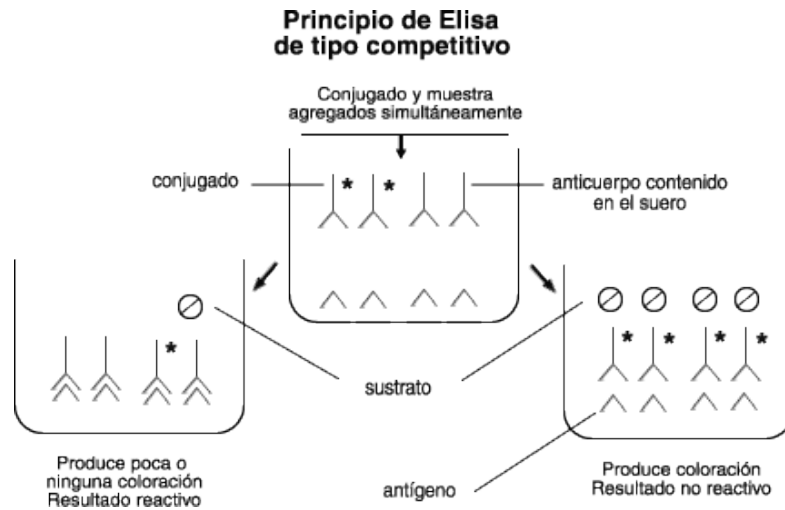 Principio de Elisa
de tipo competitivo
Conjugado y muestra
agregados simultáneamente
conjugado
anticuerpo contenido
en el suero
sustrato
antígeno
Produce poca o
ninguna coloración
Resultado reactivo
Produce coloración
Resultado no reactivo